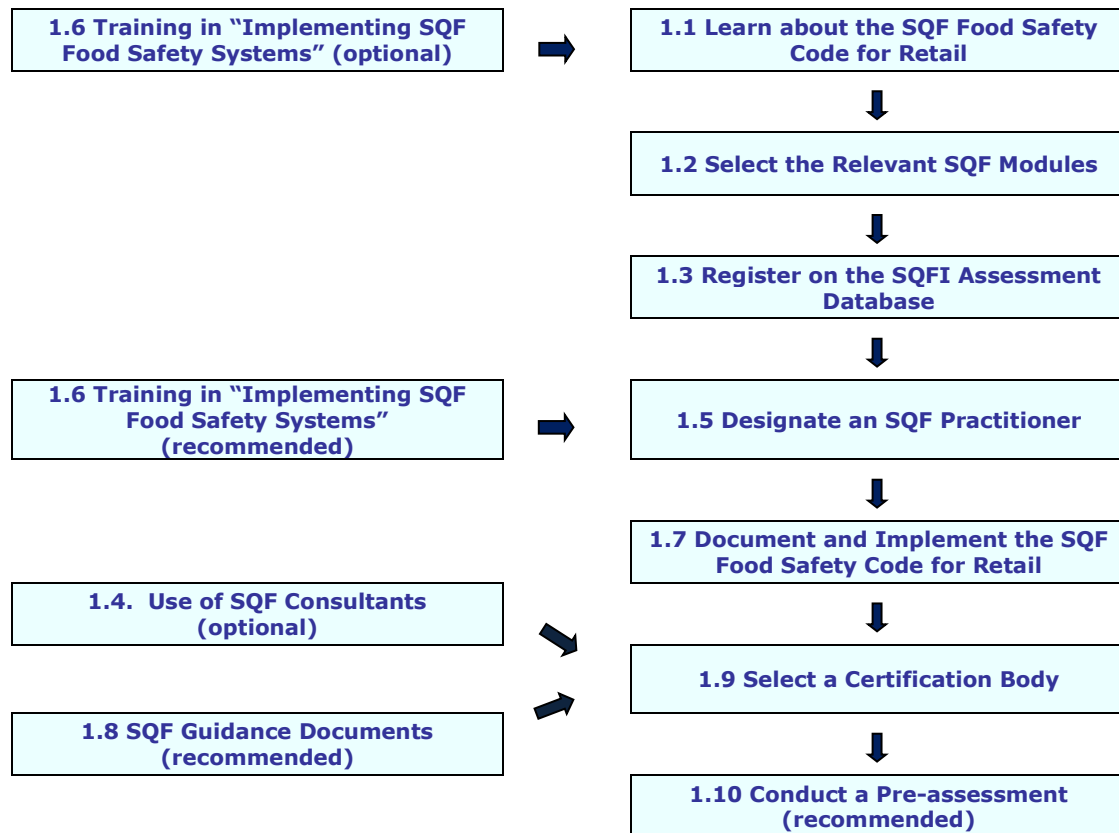 1.6 Training in “Implementing SQF
Food Safety Systems” (optional)
1.1 Learn about the SQF Food Safety
Code for Retail
1.2 Select the Relevant SQF Modules
1.3 Register on the SQFI Assessment
Database
1.6 Training in “Implementing SQF
Food Safety Systems”
(recommended)
1.5 Designate an SQF Practitioner
1.7 Document and Implement the SQF
Food Safety Code for Retail
1.4. Use of SQF Consultants
(optional)
1.9 Select a Certification Body
1.8 SQF Guidance Documents
(recommended)
1.10 Conduct a Pre-assessment
(recommended)